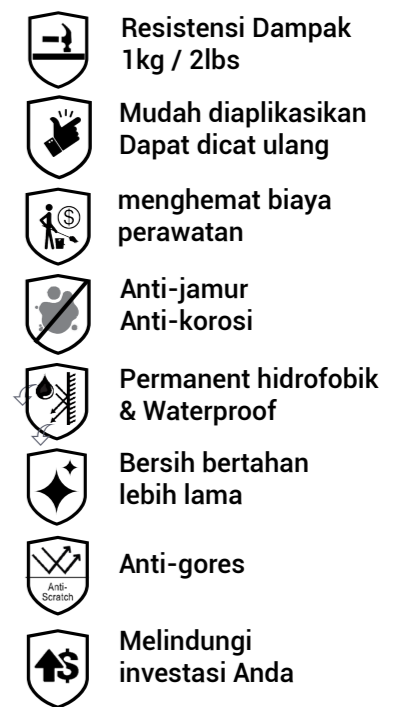 Resistensi Dampak
1kg / 2lbs
Mudah diaplikasikan
Dapat dicat ulang
menghemat biaya
perawatan
Anti-jamur
Anti-korosi
Permanent hidrofobik
& Waterproof
Bersih bertahan
lebih lama
Anti-
Scratch
Anti-gores
Melindungi
investasi Anda